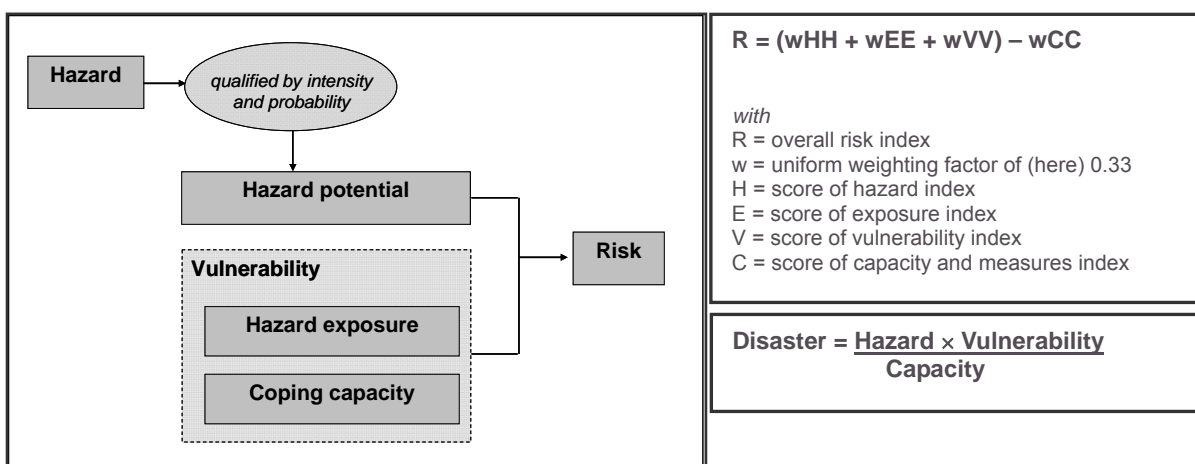 Hazard
qualified by intensity
and probability
Hazard potential
Vulnerability
Hazard exposure
Coping capacity
Risk
R = (wHH + wEE + wVV) – wCC
with
R = overall risk index
w = uniform weighting factor of (here) 0.33
H = score of hazard index
E = score of exposure index
V = score of vulnerability index
C = score of capacity and measures index
Disaster = Hazard × Vulnerability
Capacity